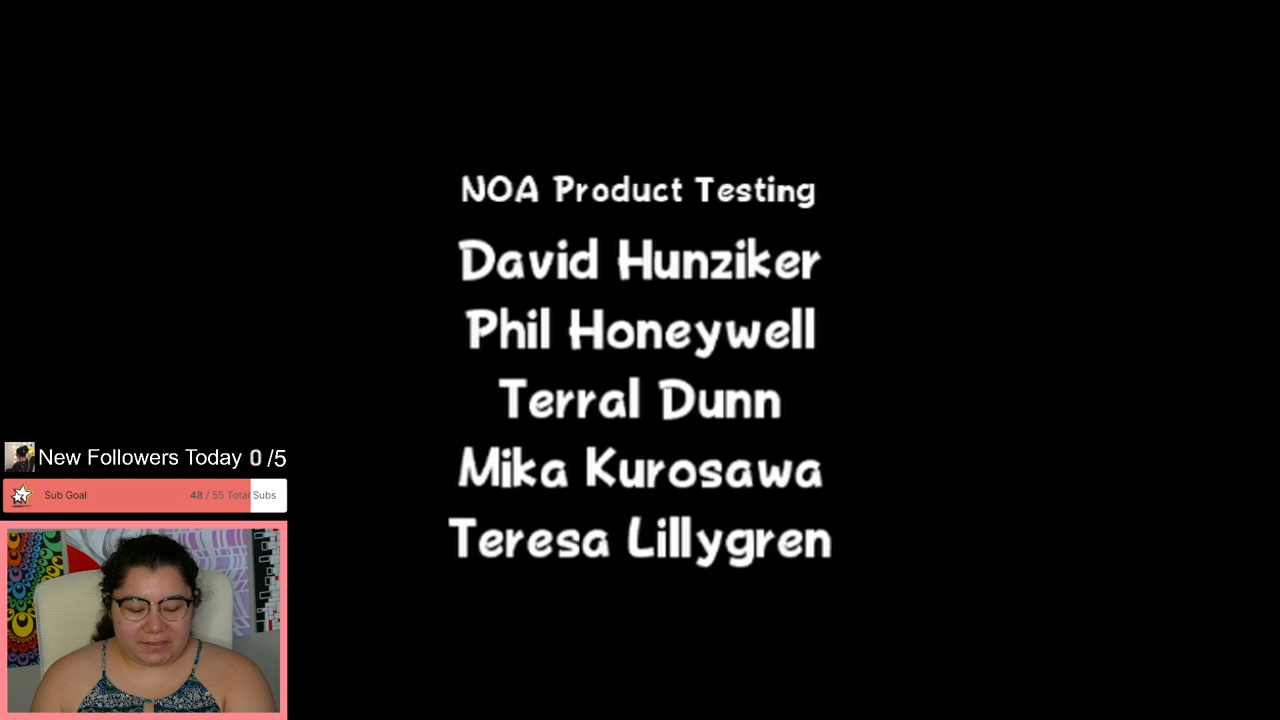 NOA Product Testing
David Hunziker
Phil Honeywell
Terral Dunn
Mika Kurosawa
Teresa Lillygren
New Followers Today 0 /5
Sub Goal 48 / 55 Total Subs